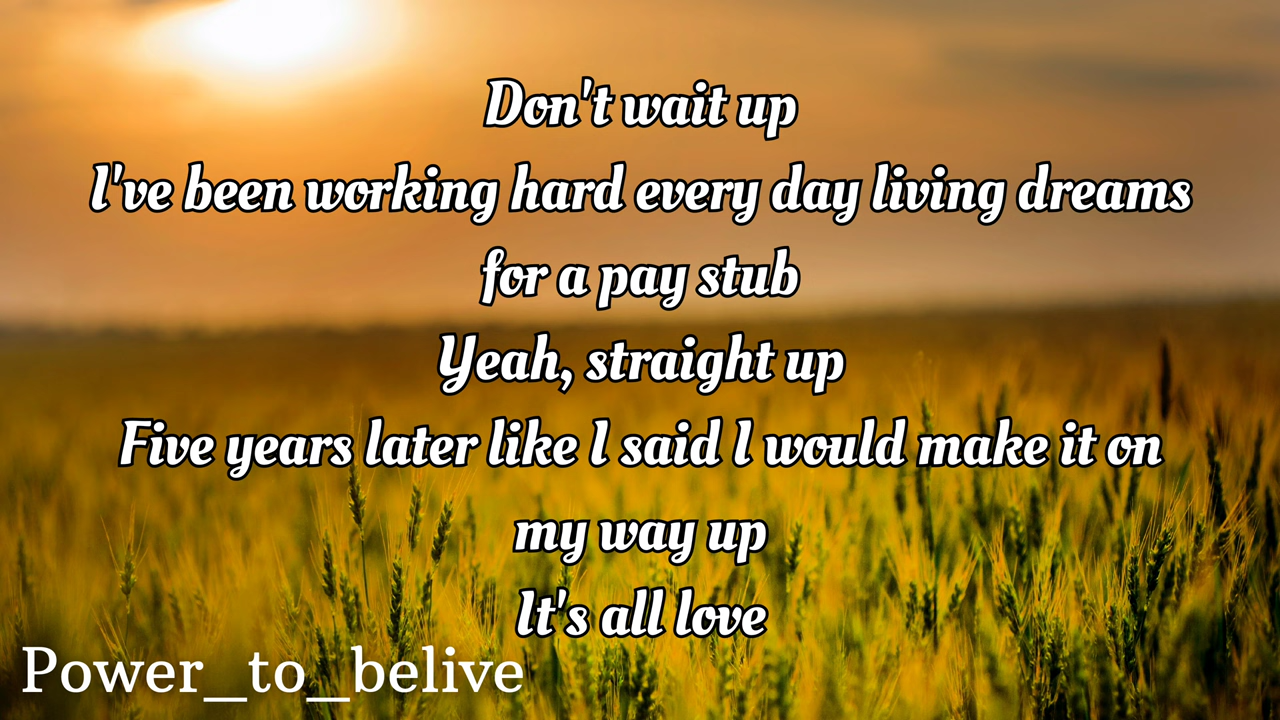 Don't wait up
I've been working hard every day living dreams
for a pay stub
Yeah, straight up
Five years later like I said I would make it on
my way up
It's all love
Power_to_belive